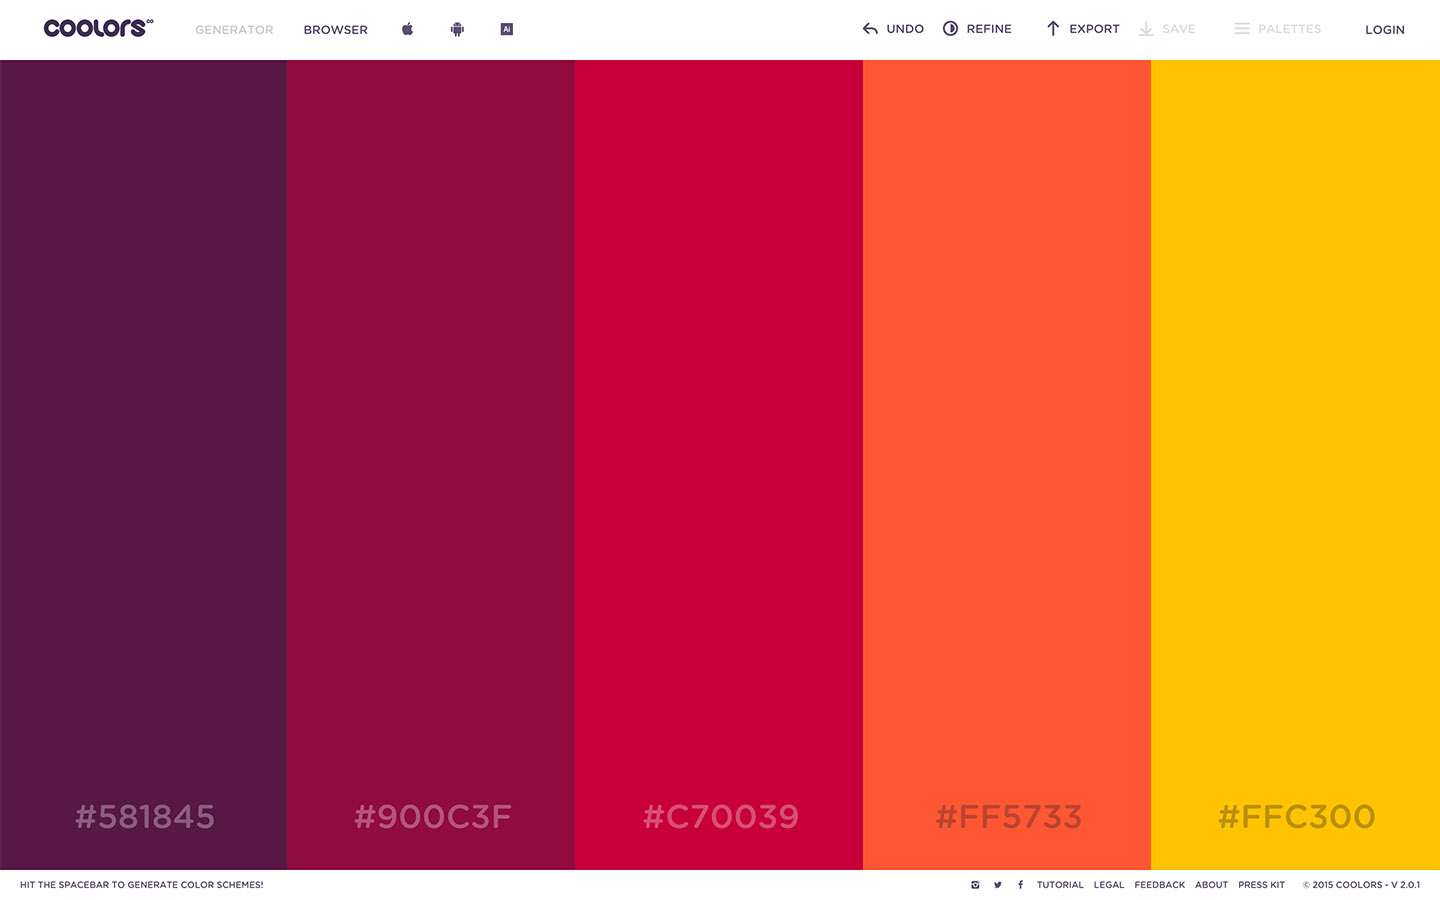 coolors.co
GENERATOR
BROWSER
Ai
UNDO
REFINE
EXPORT
SAVE
PALETTES
LOGIN
#581845
#900C3F
#C70039
#FF5733
#FFC300
HIT THE SPACEBAR TO GENERATE COLOR SCHEMES!
TUTORIAL
LEGAL
FEEDBACK
ABOUT
PRESS KIT
© 2015 COOLORS - V 2.0.1